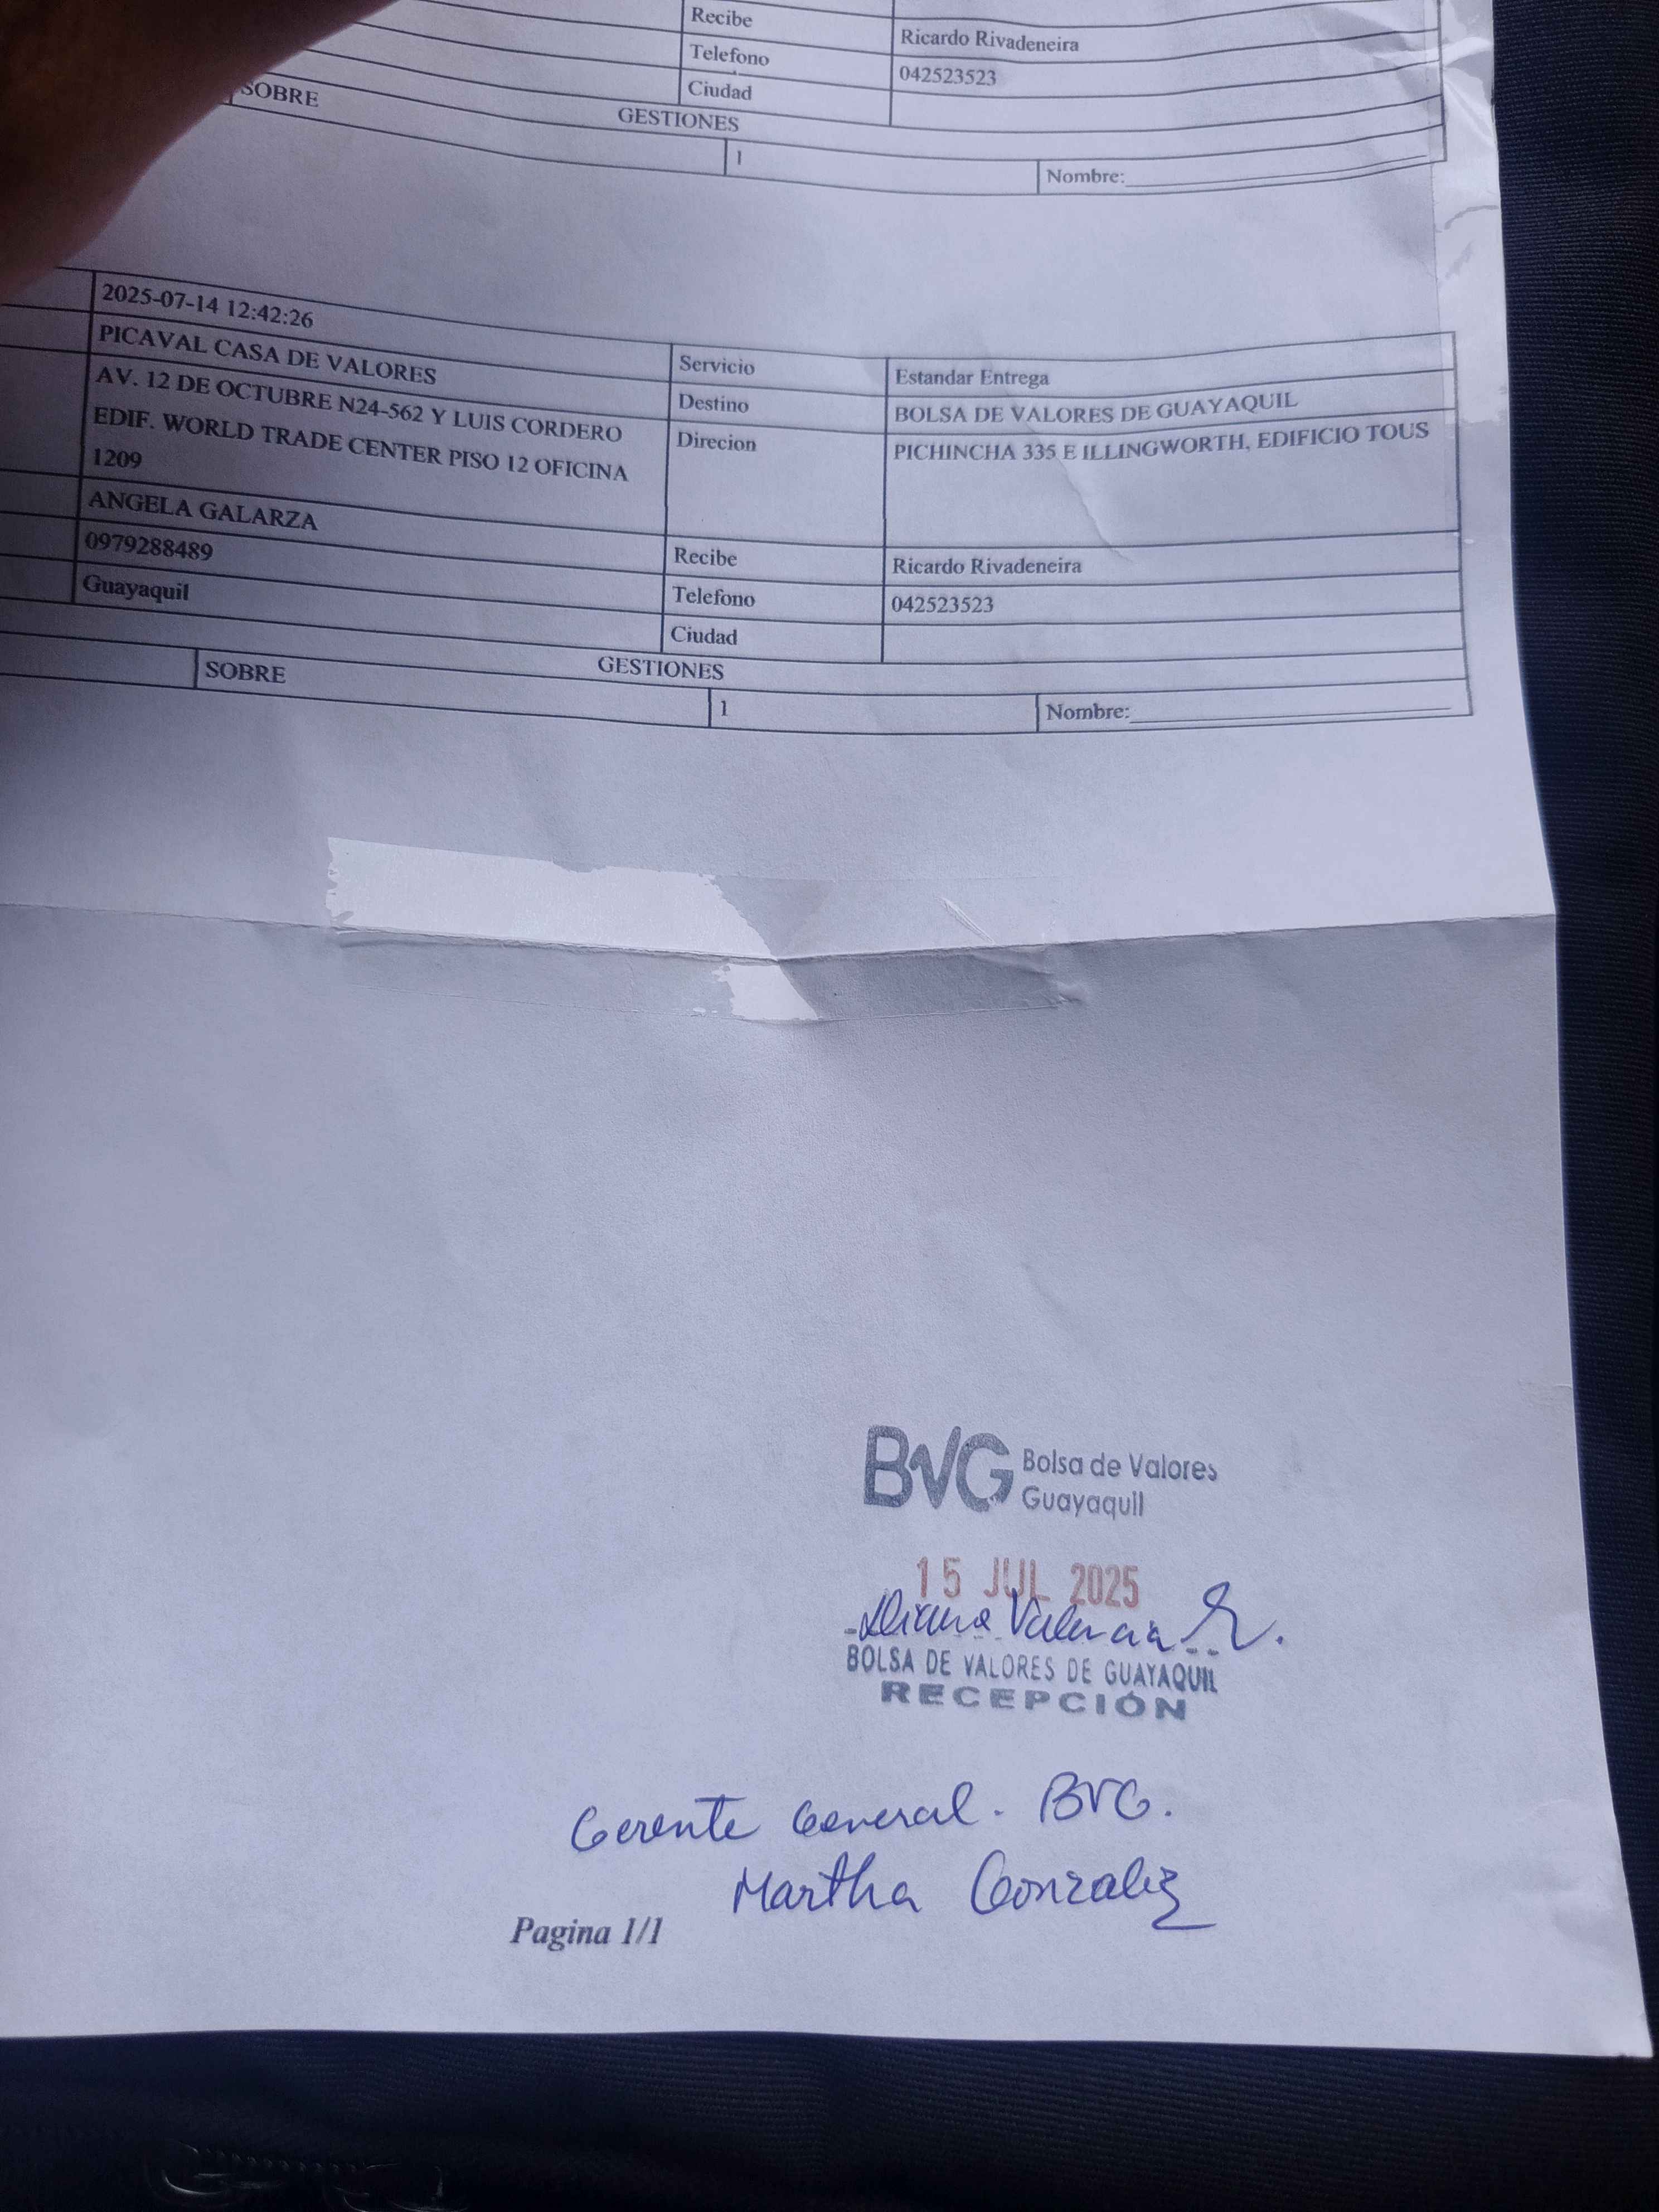 Recibe Ricardo Rivadeneira
Telefono 042523523
Ciudad
SOBRE GESTIONES
1 Nombre:
2025-07-14 12:42:26
PICAVAL CASA DE VALORES Servicio Estandar Entrega
AV. 12 DE OCTUBRE N24-562 Y LUIS CORDERO Destino BOLSA DE VALORES DE GUAYAQUIL
EDIF. WORLD TRADE CENTER PISO 12 OFICINA Direcion PICHINCHA 335 E ILLINGWORTH, EDIFICIO TOUS
1209
ANGELA GALARZA
0979288489 Recibe Ricardo Rivadeneira
Guayaquil Telefono 042523523
Ciudad
SOBRE GESTIONES
1 Nombre:
BVG Bolsa de Valores
Guayaquil
15 JUL 2025
Valencia
BOLSA DE VALORES DE GUAYAQUIL
RECEPCIÓN
Gerente General. BVG.
Martha Gonzalez
Pagina 1/1